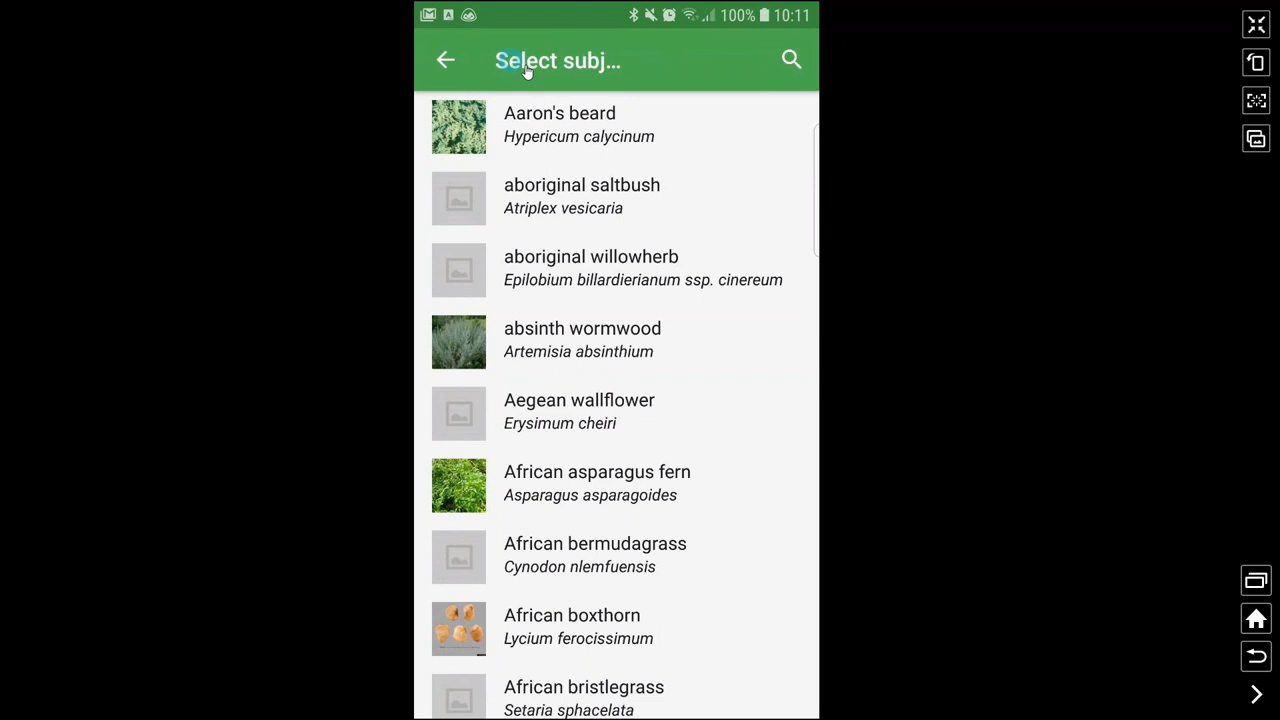 100% 10:11
Select subj...
Aaron's beard
Hypericum calycinum
aboriginal saltbush
Atriplex vesicaria
aboriginal willowherb
Epilobium billardierianum ssp. cinereum
absinth wormwood
Artemisia absinthium
Aegean wallflower
Erysimum cheiri
African asparagus fern
Asparagus asparagoides
African bermudagrass
Cynodon nlemfuensis
African boxthorn
Lycium ferocissimum
African bristlegrass
Setaria sphacelata